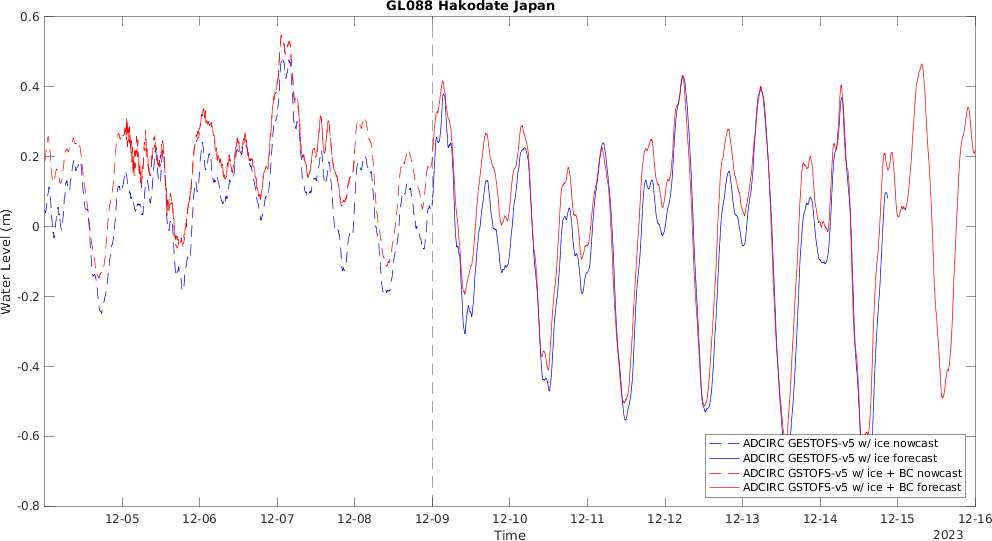 GL088 Hakodate Japan
0.6
0.4
0.2
0
-0.2
-0.4
-0.6
-0.8
Water Level (m)
ADCIRC GESTOFS-v5 w/ ice nowcast
ADCIRC GESTOFS-v5 w/ ice forecast
ADCIRC GSTOFS-v5 w/ ice + BC nowcast
ADCIRC GSTOFS-v5 w/ ice + BC forecast
12-05 12-06 12-07 12-08 12-09 12-10 12-11 12-12 12-13 12-14 12-15 12-16
Time
2023